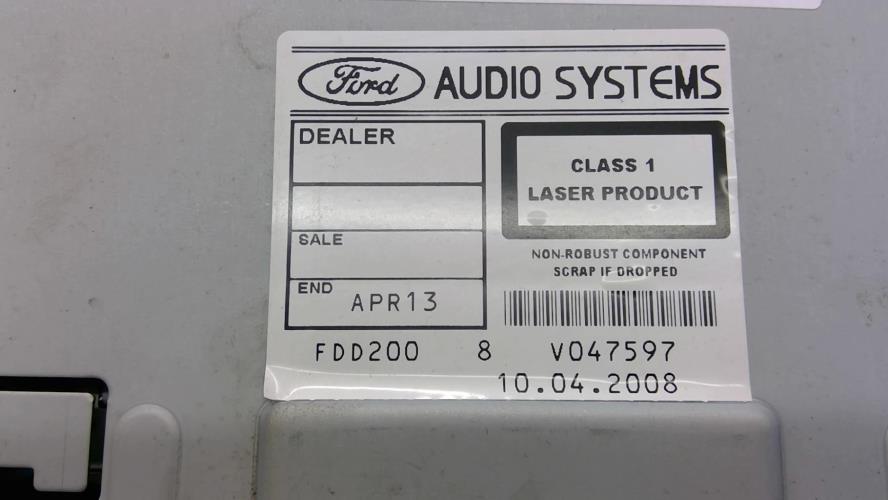 Ford AUDIO SYSTEMS
DEALER
SALE
END APR13
CLASS 1
LASER PRODUCT
NON-ROBUST COMPONENT
SCRAP IF DROPPED
FDD200 8 V047597
10.04.2008